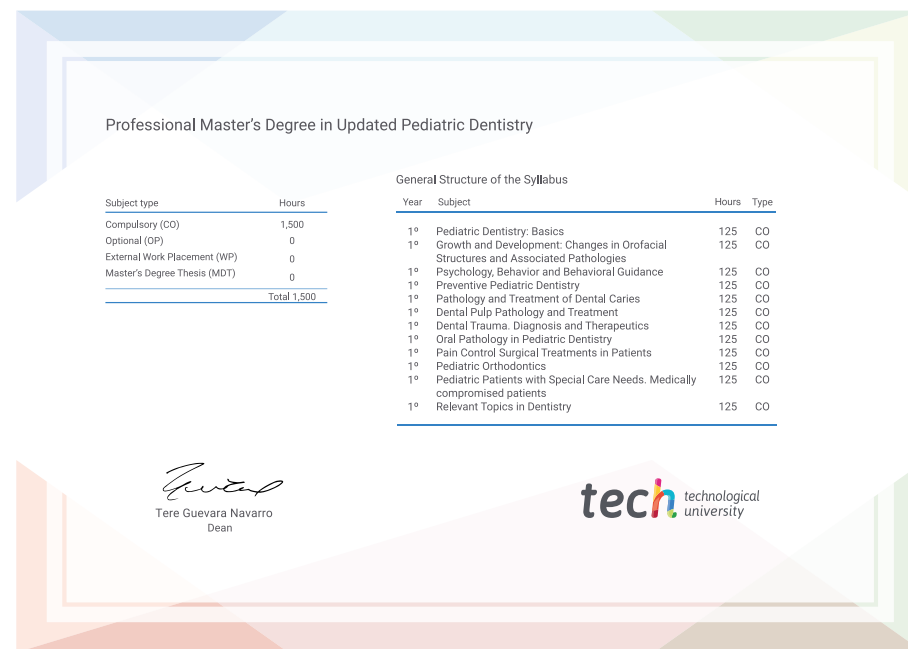 Professional Master's Degree in Updated Pediatric Dentistry
Subject type Hours
Compulsory (CO) 1,500
Optional (OP) 0
External Work Placement (WP) 0
Master's Degree Thesis (MDT) 0
Total 1,500
General Structure of the Syllabus
Year Subject Hours Type
1º Pediatric Dentistry: Basics 125 CO
1º Growth and Development: Changes in Orofacial 125 CO
Structures and Associated Pathologies
1º Psychology, Behavior and Behavioral Guidance 125 CO
1º Preventive Pediatric Dentistry 125 CO
1º Pathology and Treatment of Dental Caries 125 CO
1º Dental Pulp Pathology and Treatment 125 CO
1º Dental Trauma. Diagnosis and Therapeutics 125 CO
1º Oral Pathology in Pediatric Dentistry 125 CO
1º Pain Control Surgical Treatments in Patients 125 CO
1º Pediatric Orthodontics 125 CO
1º Pediatric Patients with Special Care Needs. Medically 125 CO
compromised patients
1º Relevant Topics in Dentistry 125 CO
Tere Guevara Navarro
Dean
tech technological
university